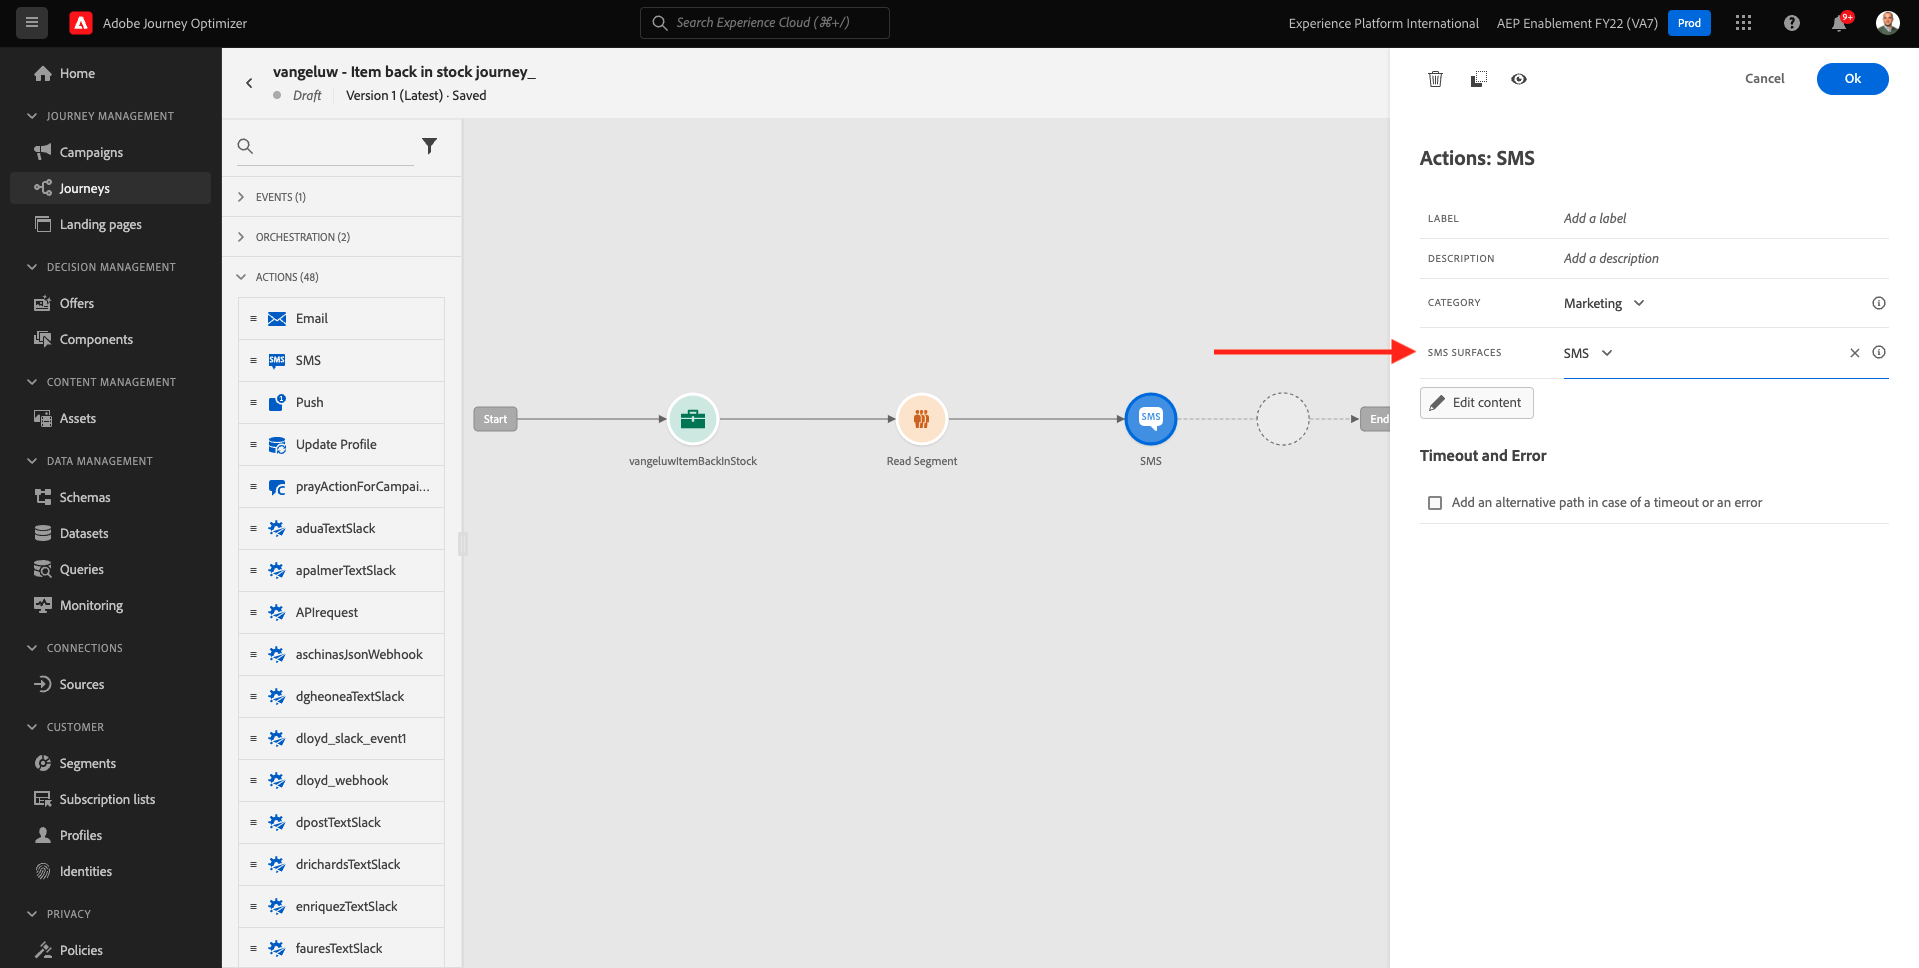 Adobe Journey Optimizer
Search Experience Cloud (⌘+/)
Experience Platform International
AEP Enablement FY22 (VA7)
Prod
9+
Home
JOURNEY MANAGEMENT
Campaigns
Journeys
Landing pages
DECISION MANAGEMENT
Offers
Components
CONTENT MANAGEMENT
Assets
DATA MANAGEMENT
Schemas
Datasets
Queries
Monitoring
CONNECTIONS
Sources
CUSTOMER
Segments
Subscription lists
Profiles
Identities
PRIVACY
Policies
vangeluw - Item back in stock journey_
Draft
Version 1 (Latest) · Saved
EVENTS (1)
ORCHESTRATION (2)
ACTIONS (48)
Email
SMS
SMS
Push
Update Profile
prayActionForCampai...
aduaTextSlack
apalmerTextSlack
APIrequest
aschinasJsonWebhook
dgheoneaTextSlack
dloyd_slack_event1
dloyd_webhook
dpostTextSlack
drichardsTextSlack
enriquezTextSlack
fauresTextSlack
Start
vangeluwItemBackInStock
Read Segment
SMS
SMS
End
Cancel
Ok
Actions: SMS
LABEL
Add a label
DESCRIPTION
Add a description
CATEGORY
Marketing
SMS SURFACES
SMS
Edit content
Timeout and Error
Add an alternative path in case of a timeout or an error